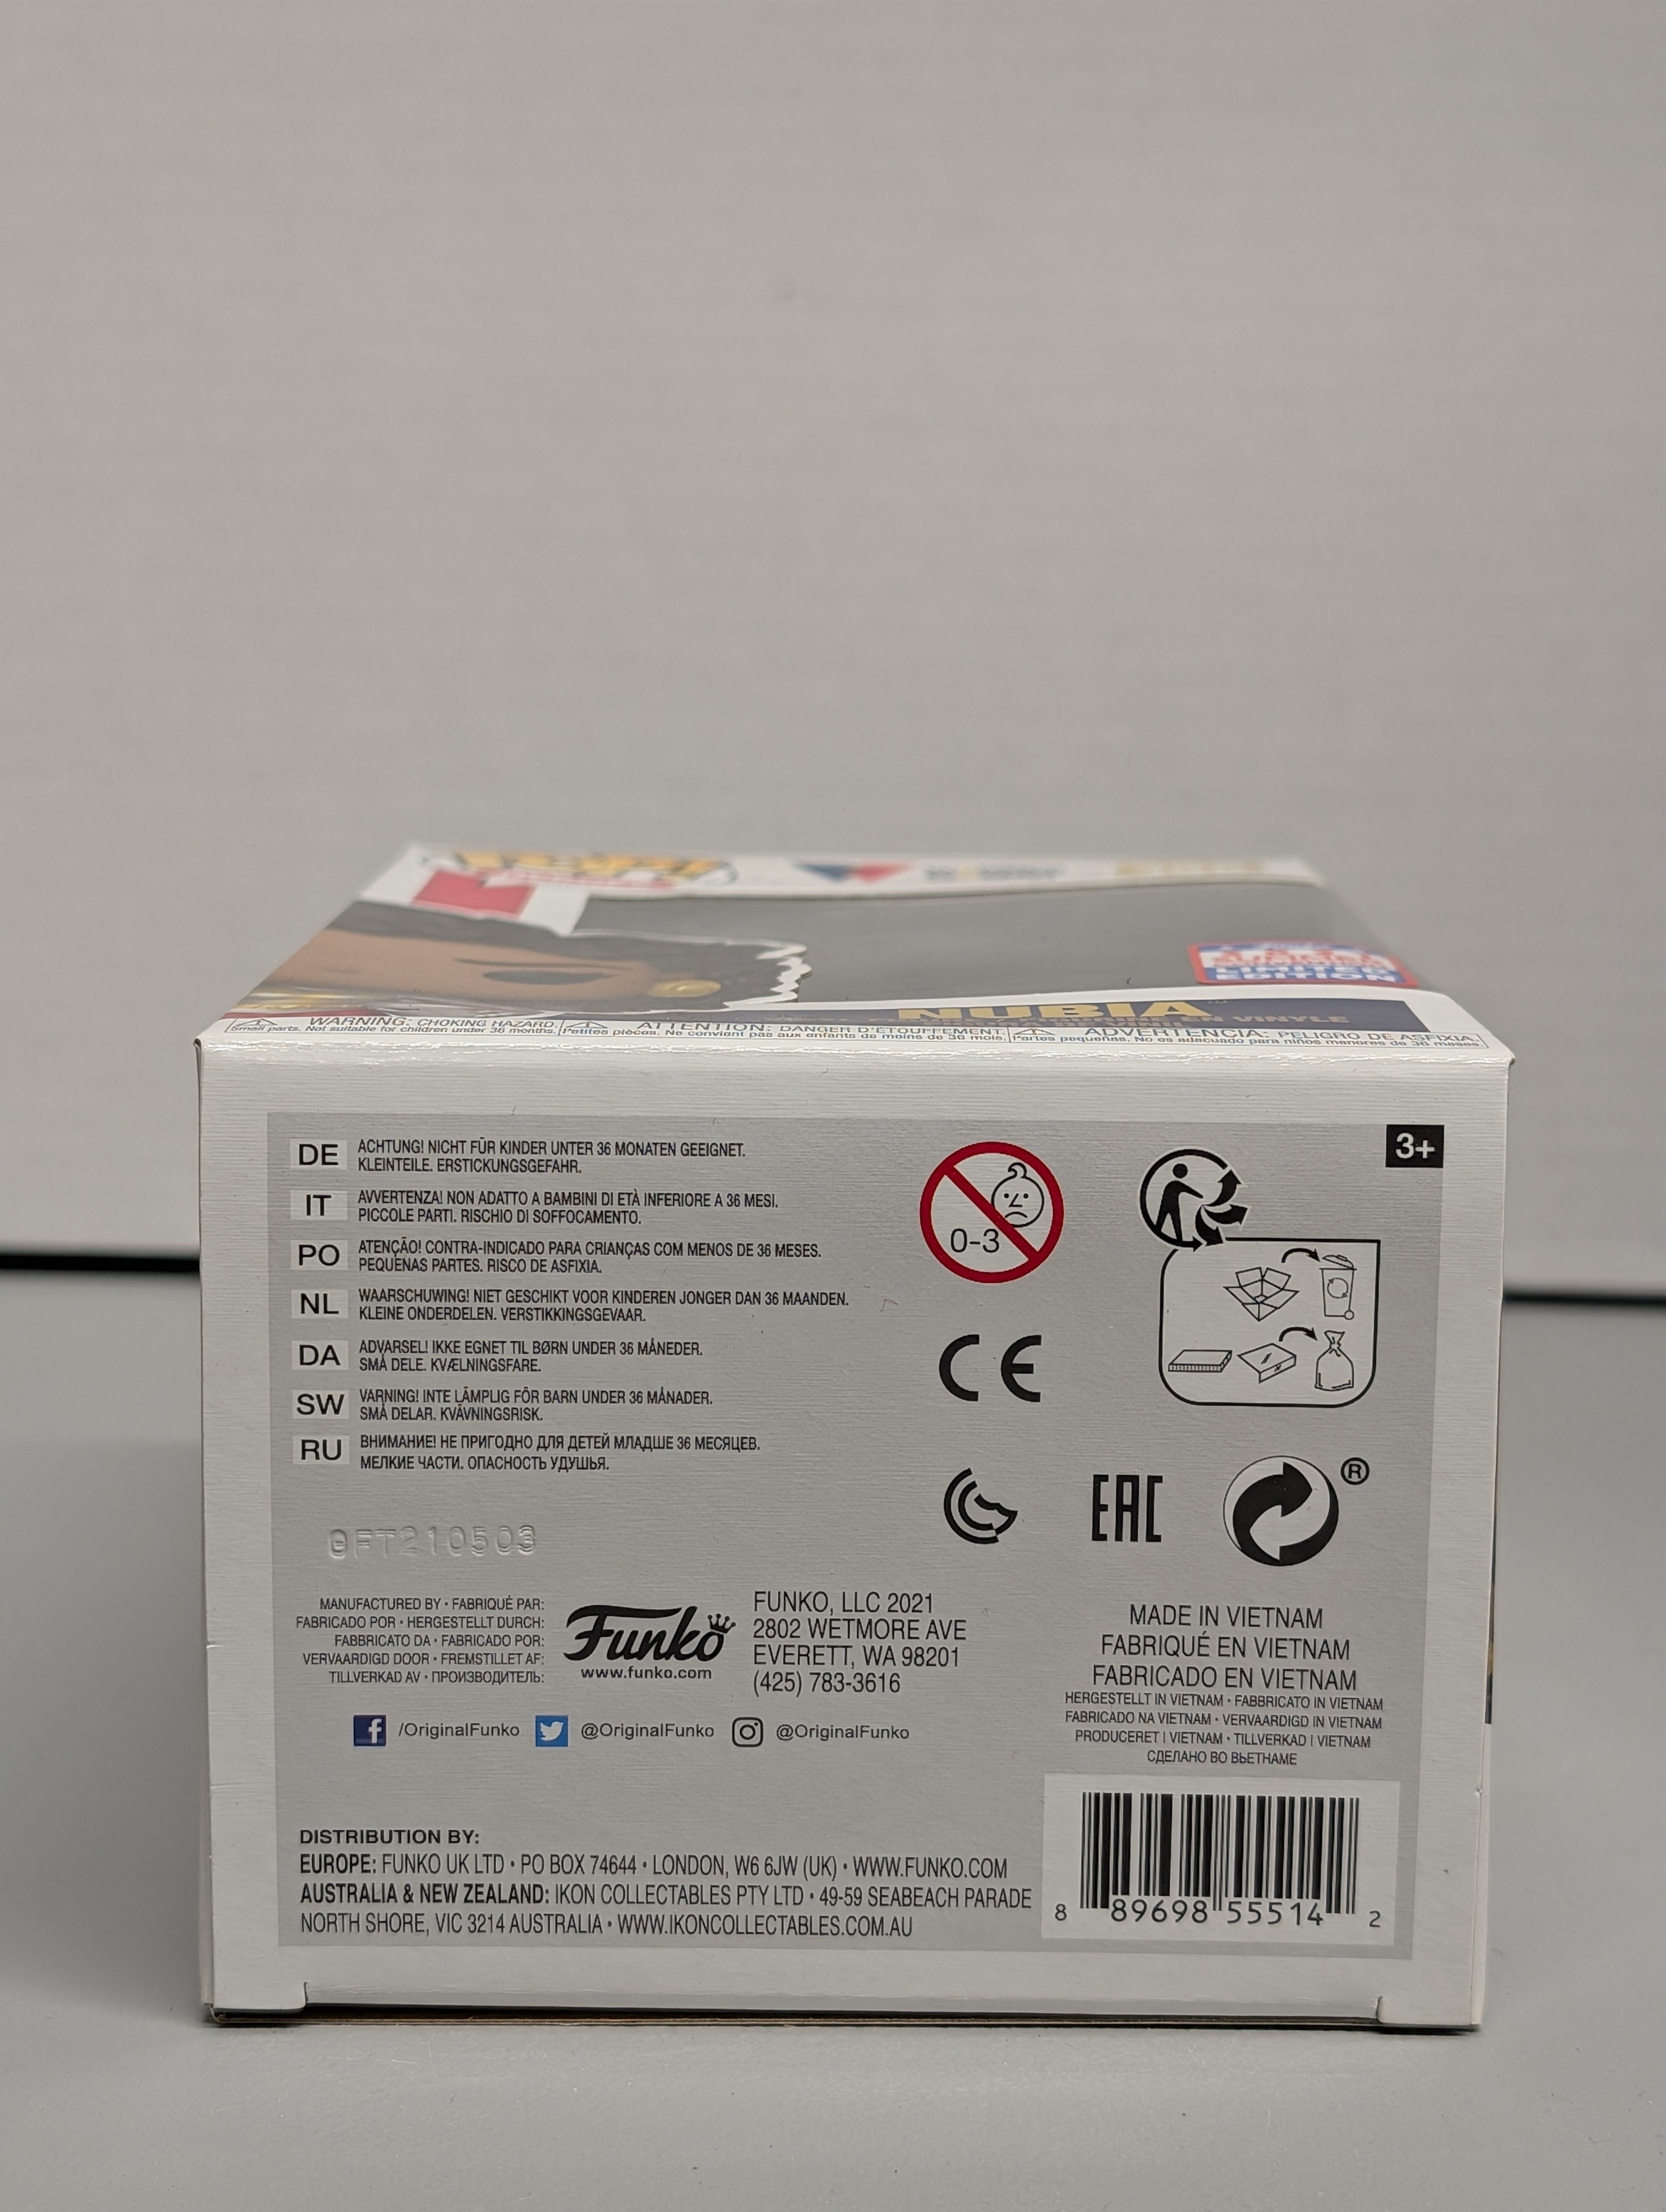 LIMITED
EDITION
NUBIA
WARNING: CHOKING HAZARD.
Small parts. Not suitable for children under 36 months.
ATTENTION: DANGER D'ÉTOUFFEMENT.
Petites pièces. Ne convient pas aux enfants de moins de 36 mois.
ADVERTENCIA: PELIGRO DE ASFIXIA.
Partes pequeñas. No es adecuado para niños menores de 36 meses.
DE ACHTUNG! NICHT FÜR KINDER UNTER 36 MONATEN GEEIGNET.
KLEINTEILE. ERSTICKUNGSGEFAHR.
IT AVVERTENZA! NON ADATTO A BAMBINI DI ETÀ INFERIORE A 36 MESI.
PICCOLE PARTI. RISCHIO DI SOFFOCAMENTO.
PO ATENÇÃO! CONTRA-INDICADO PARA CRIANÇAS COM MENOS DE 36 MESES.
PEQUENAS PARTES. RISCO DE ASFIXIA.
NL WAARSCHUWING! NIET GESCHIKT VOOR KINDEREN JONGER DAN 36 MAANDEN.
KLEINE ONDERDELEN. VERSTIKKINGSGEVAAR.
DA ADVARSEL! IKKE EGNET TIL BØRN UNDER 36 MÅNEDER.
SMÅ DELE. KVÆLNINGSFARE.
SW VARNING! INTE LÄMPLIG FÖR BARN UNDER 36 MÅNADER.
SMÅ DELAR. KVÄVNINGSRISK.
RU ВНИМАНИЕ! НЕ ПРИГОДНО ДЛЯ ДЕТЕЙ МЛАДШЕ 36 МЕСЯЦЕВ.
МЕЛКИЕ ЧАСТИ. ОПАСНОСТЬ УДУШЬЯ.
0-3
3+
CE
EAC
®
MANUFACTURED BY • FABRIQUÉ PAR:
FABRICADO POR • HERGESTELLT DURCH:
FABBRICATO DA • FABRICADO POR:
VERVAARDIGD DOOR • FREMSTILLET AF:
TILLVERKAD AV • ПРОИЗВОДИТЕЛЬ:
Funko
www.funko.com
FUNKO, LLC 2021
2802 WETMORE AVE
EVERETT, WA 98201
(425) 783-3616
/OriginalFunko @OriginalFunko @OriginalFunko
MADE IN VIETNAM
FABRIQUÉ EN VIETNAM
FABRICADO EN VIETNAM
HERGESTELLT IN VIETNAM • FABBRICATO IN VIETNAM
FABRICADO NA VIETNAM • VERVAARDIGD IN VIETNAM
PRODUCERET I VIETNAM • TILLVERKAD I VIETNAM
СДЕЛАНО ВО ВЬЕТНАМЕ
DISTRIBUTION BY:
EUROPE: FUNKO UK LTD • PO BOX 74644 • LONDON, W6 6JW (UK) • WWW.FUNKO.COM
AUSTRALIA & NEW ZEALAND: IKON COLLECTABLES PTY LTD • 49-59 SEABEACH PARADE
NORTH SHORE, VIC 3214 AUSTRALIA • WWW.IKONCOLLECTABLES.COM.AU
8 89698 55514 2